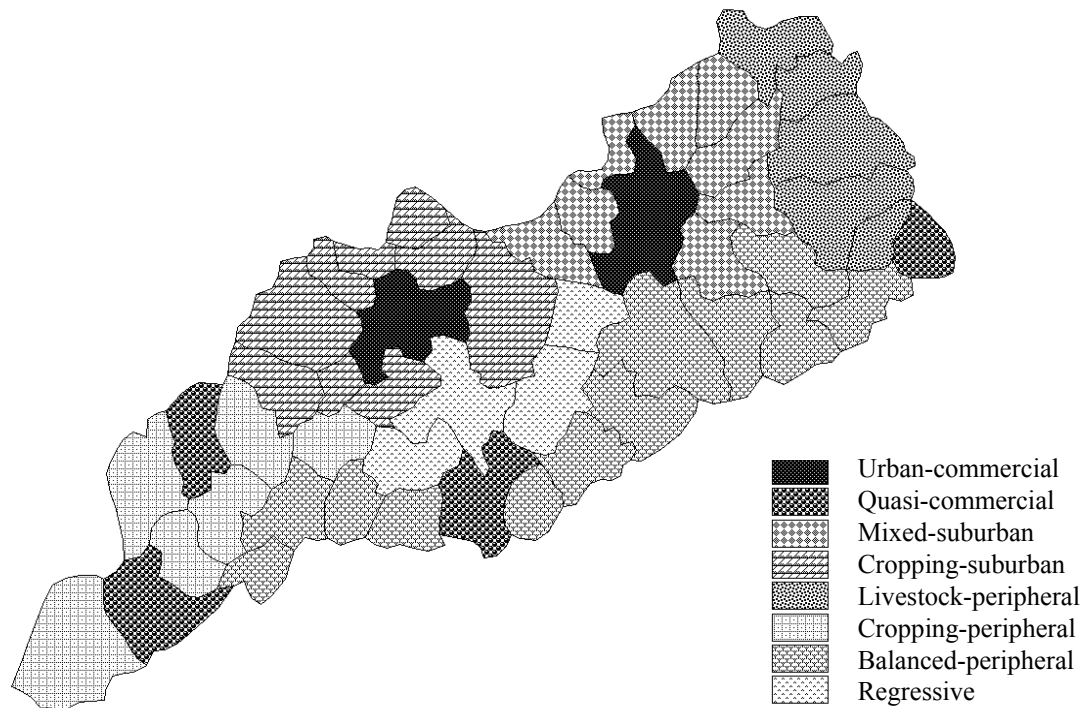 Urban-commercial
Quasi-commercial
Mixed-suburban
Cropping-suburban
Livestock-peripheral
Cropping-peripheral
Balanced-peripheral
Regressive